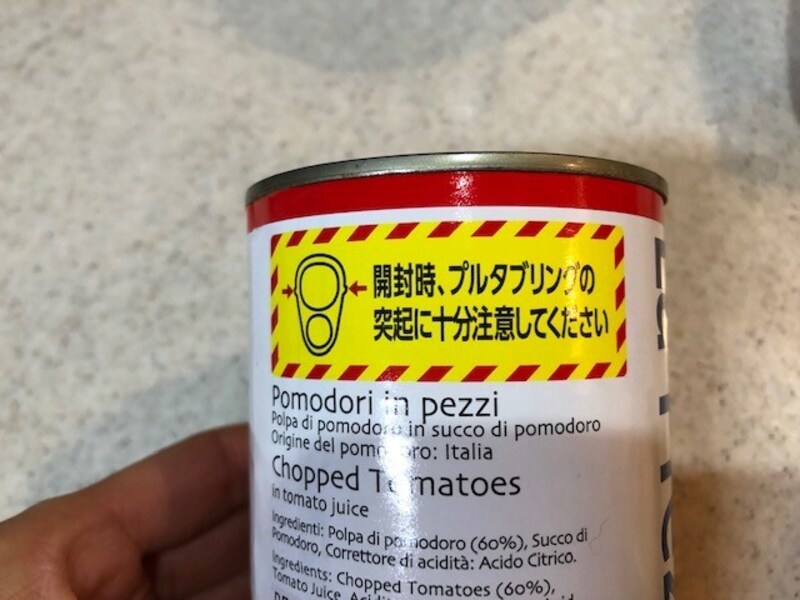 開封時、プルタブリングの
突起に十分注意してください
Pomodori in pezzi
Polpa di pomodoro in succo di pomodoro
Origine del pomodoro: Italia
Chopped Tomatoes
in tomato juice
Ingredienti: Polpa di pomodoro (60%), Succo di
Pomodoro, Correttore di acidità: Acido Citrico.
Ingredients: Chopped Tomatoes (60%),
Tomato Juice,